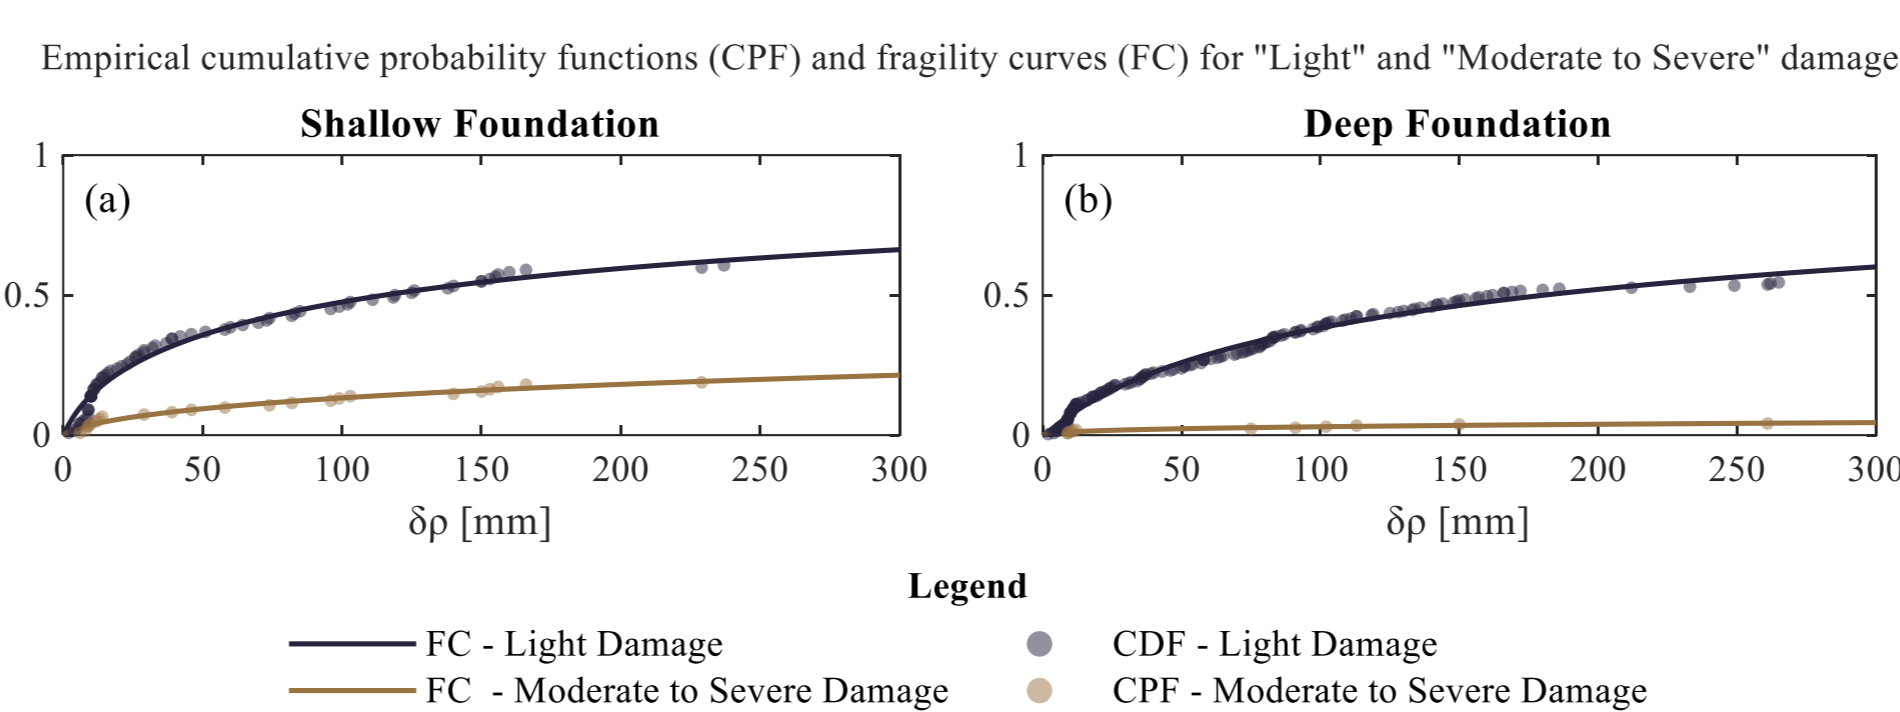 Empirical cumulative probability functions (CPF) and fragility curves (FC) for "Light" and "Moderate to Severe" damage
Shallow Foundation
Deep Foundation
1
(a)
0.5
0
0 50 100 150 200 250 300
δρ [mm]
1
(b)
0.5
0
0 50 100 150 200 250 300
δρ [mm]
Legend
FC - Light Damage
CDF - Light Damage
FC - Moderate to Severe Damage
CPF - Moderate to Severe Damage